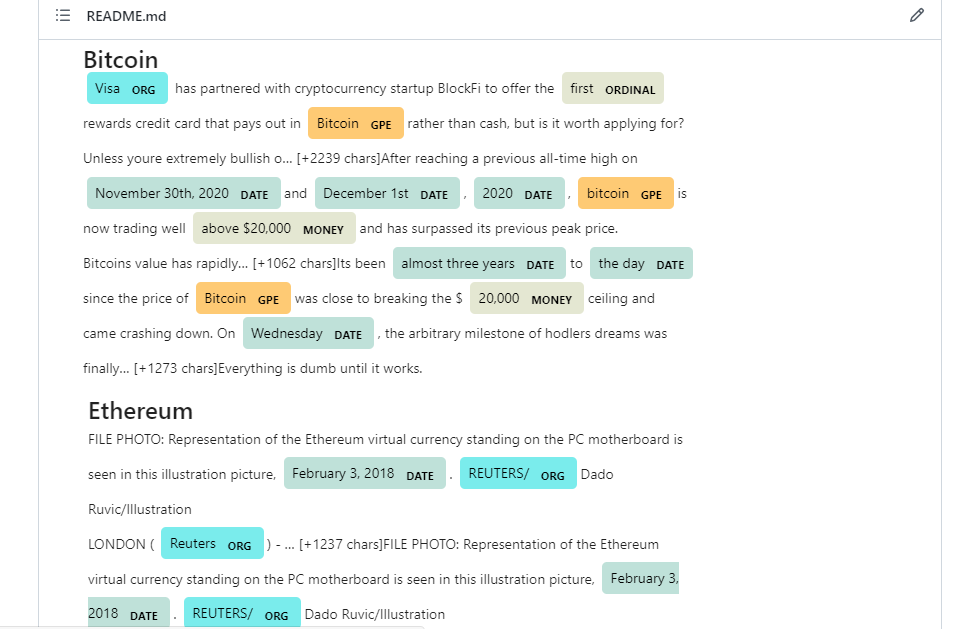 README.md
Bitcoin
Visa ORG has partnered with cryptocurrency startup BlockFi to offer the first ORDINAL
rewards credit card that pays out in Bitcoin GPE rather than cash, but is it worth applying for?
Unless youre extremely bullish o... [+2239 chars]After reaching a previous all-time high on
November 30th, 2020 DATE and December 1st DATE , 2020 DATE , bitcoin GPE is
now trading well above $20,000 MONEY and has surpassed its previous peak price.
Bitcoins value has rapidly... [+1062 chars]Its been almost three years DATE to the day DATE
since the price of Bitcoin GPE was close to breaking the $ 20,000 MONEY ceiling and
came crashing down. On Wednesday DATE , the arbitrary milestone of hodlers dreams was
finally... [+1273 chars]Everything is dumb until it works.
Ethereum
FILE PHOTO: Representation of the Ethereum virtual currency standing on the PC motherboard is
seen in this illustration picture, February 3, 2018 DATE . REUTERS/ ORG Dado
Ruvic/Illustration
LONDON ( Reuters ORG ) - ... [+1237 chars]FILE PHOTO: Representation of the Ethereum
virtual currency standing on the PC motherboard is seen in this illustration picture, February 3,
2018 DATE . REUTERS/ ORG Dado Ruvic/Illustration